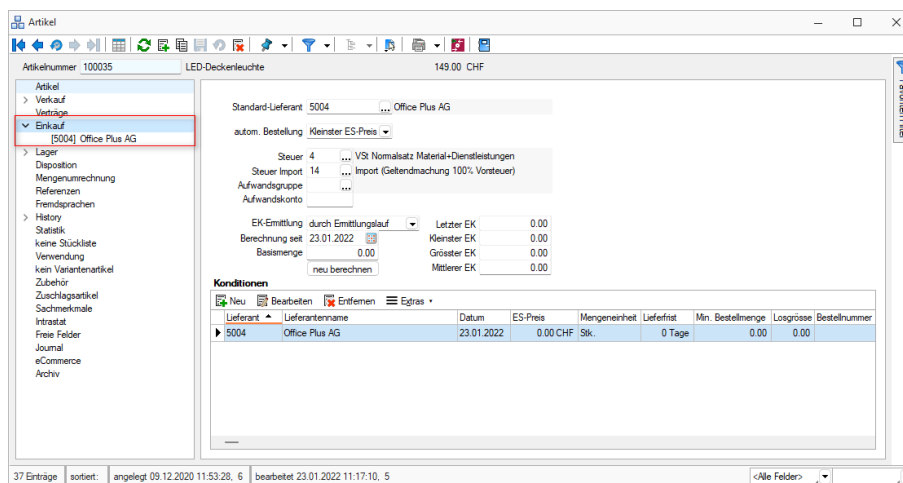 Artikel
Artikelnummer 100035 LED-Deckenleuchte 149.00 CHF
Artikel
Verkauf
Verträge
Einkauf
[5004] Office Plus AG
Lager
Disposition
Mengenumrechnung
Referenzen
Fremdsprachen
History
Statistik
keine Stückliste
Verwendung
kein Variantenartikel
Zubehör
Zuschlagsartikel
Sachmerkmale
Intrastat
Freie Felder
Journal
eCommerce
Archiv
Standard-Lieferant 5004 ... Office Plus AG
autom. Bestellung Kleinster ES-Preis
Steuer 4 ... VSt Normalsatz Material+Dienstleistungen
Steuer Import 14 ... Import (Geltendmachung 100% Vorsteuer)
Aufwandsgruppe ...
Aufwandskonto
EK-Ermittlung durch Ermittlungslauf Letzter EK 0.00
Berechnung seit 23.01.2022 Kleinster EK 0.00
Basismenge 0.00 Grösster EK 0.00
neu berechnen Mittlerer EK 0.00
Konditionen
Neu Bearbeiten Entfernen Extras
Lieferant Lieferantenname Datum ES-Preis Mengeneinheit Lieferfrist Min. Bestellmenge Losgrösse Bestellnummer
5004 Office Plus AG 23.01.2022 0.00 CHF Stk. 0 Tage 0.00 0.00
37 Einträge sortiert: angelegt 09.12.2020 11:53:28, 6 bearbeitet 23.01.2022 11:17:10, 5 <Alle Felder>